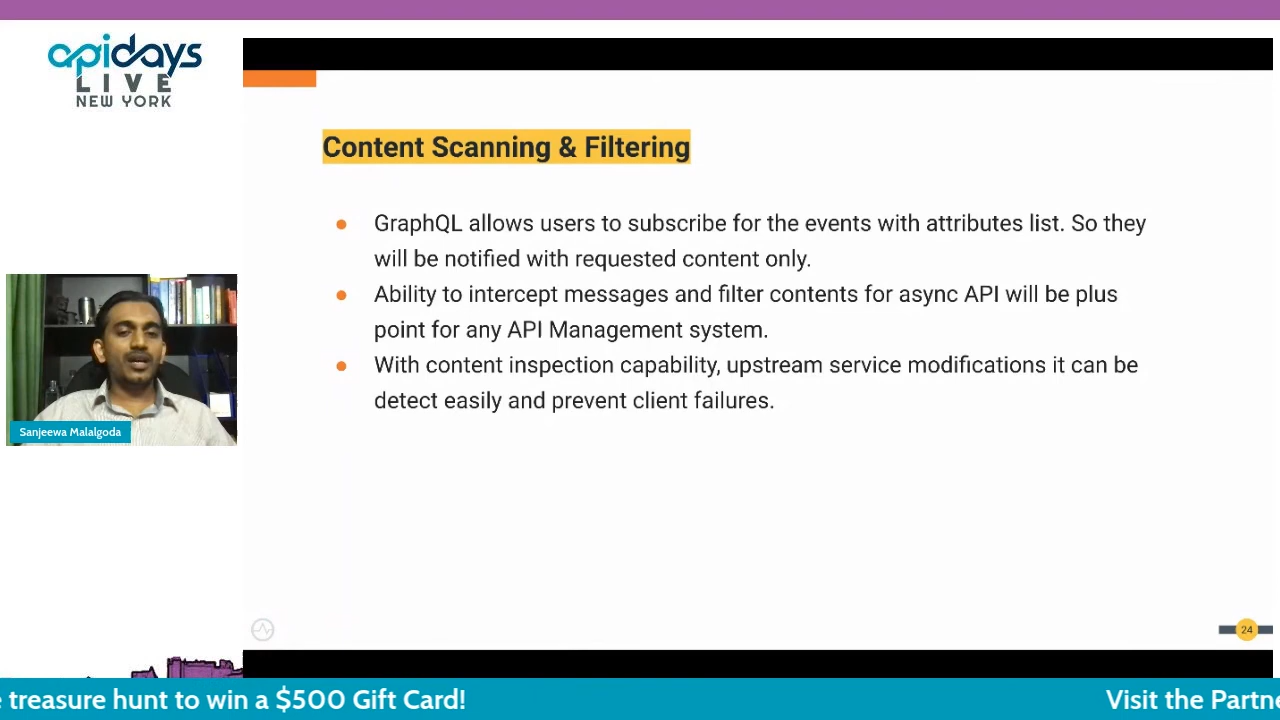 apidays
LIVE
NEW YORK
Content Scanning & Filtering
● GraphQL allows users to subscribe for the events with attributes list. So they
will be notified with requested content only.
● Ability to intercept messages and filter contents for async API will be plus
point for any API Management system.
● With content inspection capability, upstream service modifications it can be
detect easily and prevent client failures.
Sanjeewa Malalgoda
24
treasure hunt to win a $500 Gift Card!
Visit the Partne